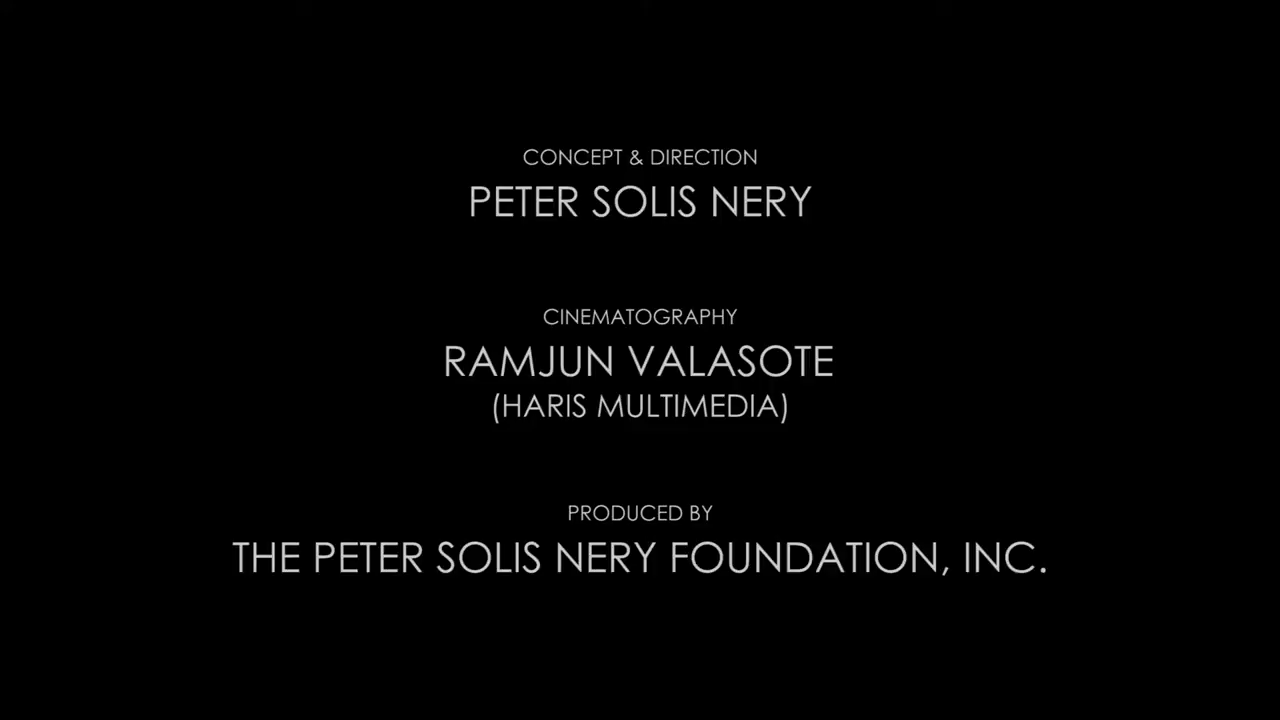 CONCEPT & DIRECTION
PETER SOLIS NERY
CINEMATOGRAPHY
RAMJUN VALASOTE
(HARIS MULTIMEDIA)
PRODUCED BY
THE PETER SOLIS NERY FOUNDATION, INC.